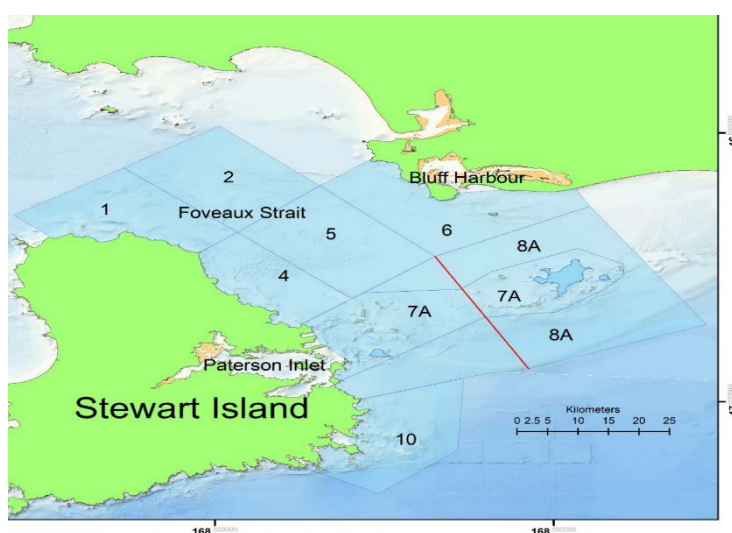 2
Bluff Harbour
1
Foveaux Strait
5
6
8A
4
7A
7A
8A
Paterson Inlet
Stewart Island
Kilometers
0 2.5 5 10 15 20 25
10
168
168